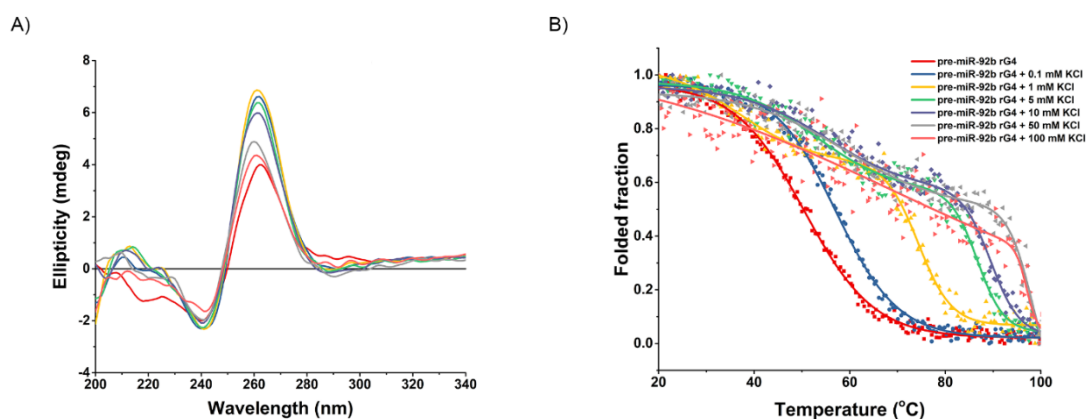 A)
B)
8
6
4
2
0
-2
-4
200
220
240
260
280
300
320
340
Ellipticity (mdeg)
Wavelength (nm)
1.0
0.8
0.6
0.4
0.2
0.0
20
40
60
80
100
Folded fraction
Temperature (°C)
pre-miR-92b rG4
pre-miR-92b rG4 + 0.1 mM KCl
pre-miR-92b rG4 + 1 mM KCl
pre-miR-92b rG4 + 5 mM KCl
pre-miR-92b rG4 + 10 mM KCl
pre-miR-92b rG4 + 50 mM KCl
pre-miR-92b rG4 + 100 mM KCl